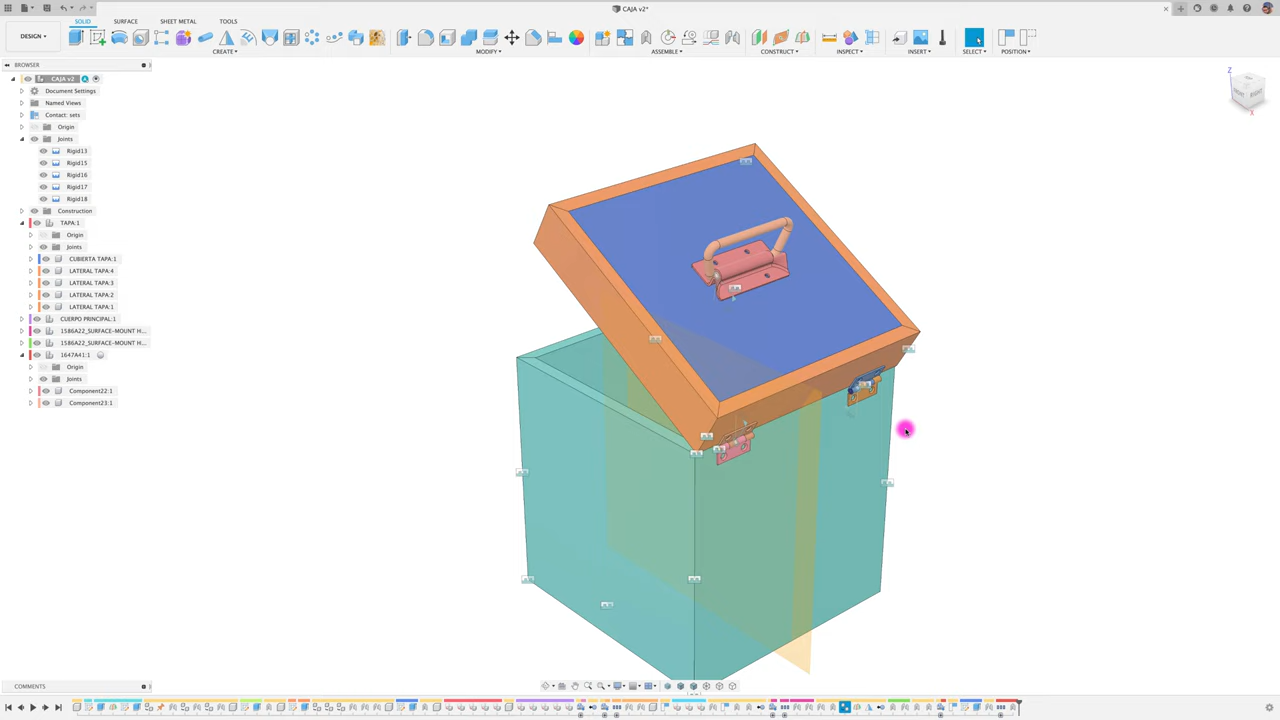 CAJA v2*
DESIGN
SOLID
SURFACE
SHEET METAL
TOOLS
CREATE
MODIFY
ASSEMBLE
CONSTRUCT
INSPECT
INSERT
SELECT
POSITION
BROWSER
CAJA v2
Document Settings
Named Views
Contact: sets
Origin
Joints
Rigid13
Rigid15
Rigid16
Rigid17
Rigid18
Construction
TAPA:1
Origin
Joints
CUBIERTA TAPA:1
LATERAL TAPA:4
LATERAL TAPA:3
LATERAL TAPA:2
LATERAL TAPA:1
CUERPO PRINCIPAL:1
1586A22_SURFACE-MOUNT H...
1586A22_SURFACE-MOUNT H...
1647A41:1
Origin
Joints
Component22:1
Component23:1
Z
FRONT
RIGHT
X
COMMENTS